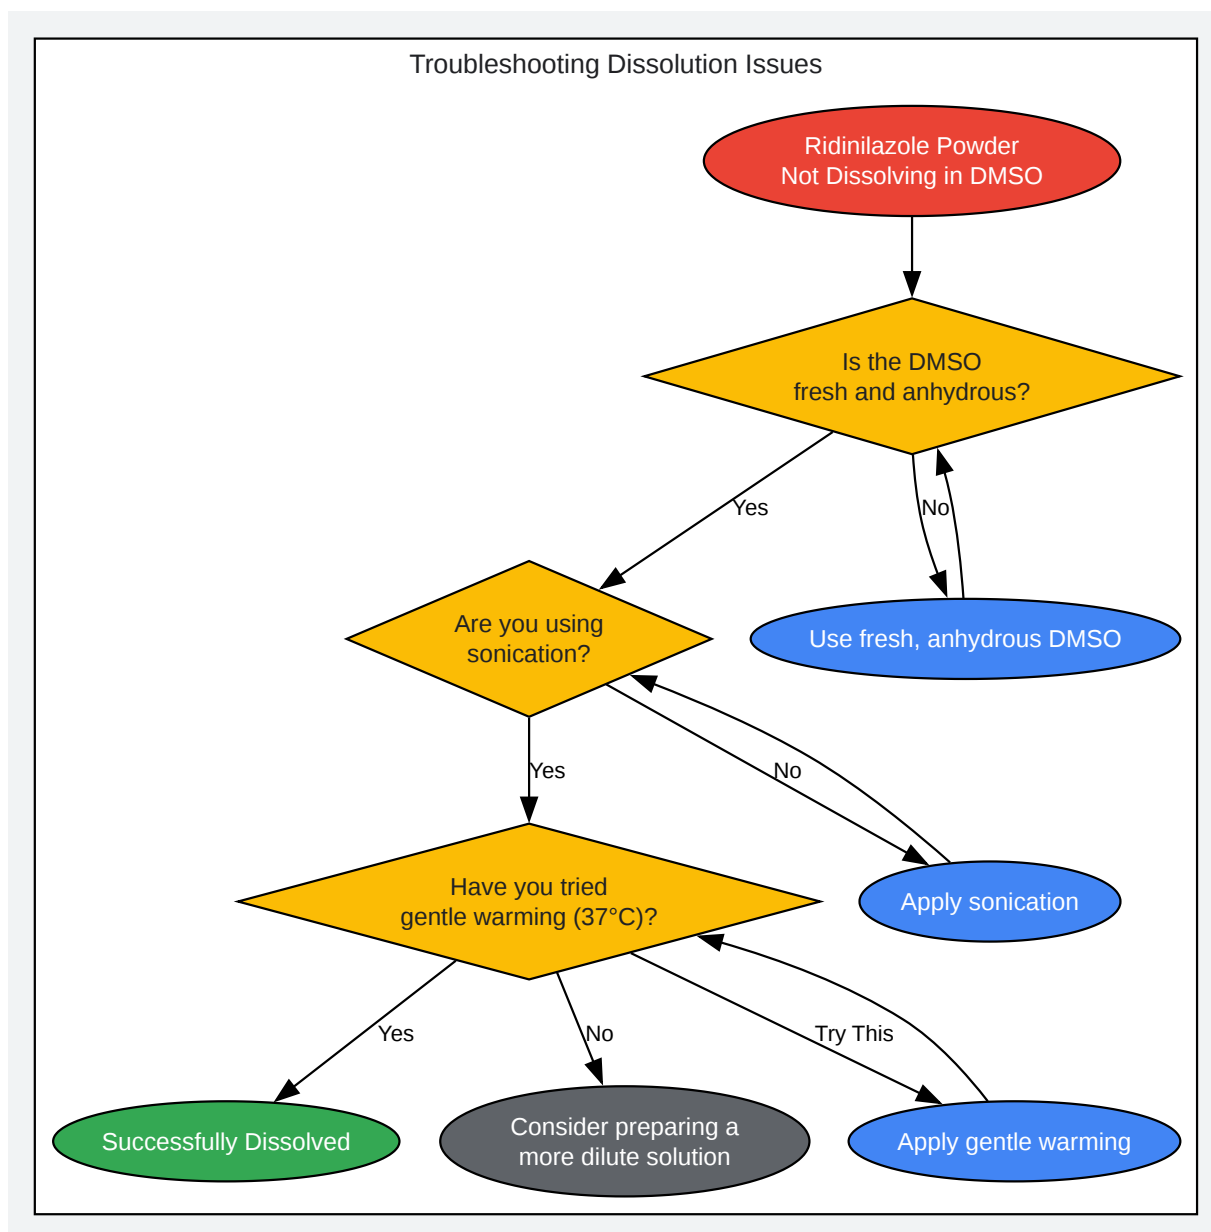 Troubleshooting Dissolution Issues
Ridinilazole Powder
Not Dissolving in DMSO
Is the DMSO
fresh and anhydrous?
Yes
No
Are you using
sonication?
Use fresh, anhydrous DMSO
Yes
No
Have you tried
gentle warming (37°C)?
Apply sonication
Yes
No
Try This
Successfully Dissolved
Consider preparing a
more dilute solution
Apply gentle warming